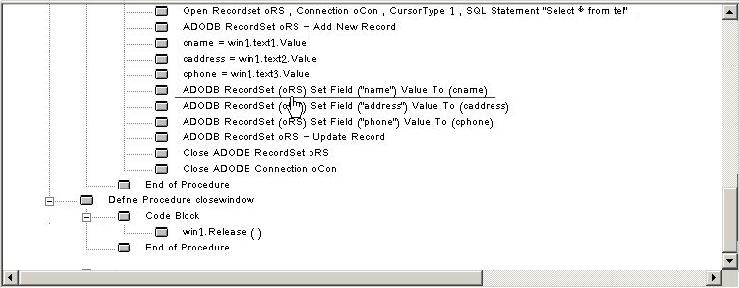 Open Recordset oRS , Connection oCon , CursorType 1 , SQL Statement "Select * from tel"
ADODB RecordSet oRS - Add New Record
cname = win1.text1.Value
caddress = win1.text2.Value
cphone = win1.text3.Value
ADODB RecordSet (oRS) Set Field ("name") Value To (cname)
ADODB RecordSet (oRS) Set Field ("address") Value To (caddress)
ADODB RecordSet (oRS) Set Field ("phone") Value To (cphone)
ADODB RecordSet oRS - Update Record
Close ADODE RecordSet oRS
Close ADODE Connection oCon
End of Procedure
Defne Procedure closewindow
Code Block
win1.Release ( )
End of Procedure